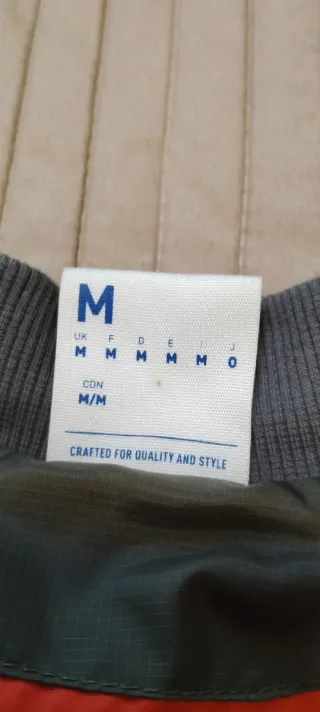 M
UK F D E I J
M M M M M O
CDN
M/M
CRAFTED FOR QUALITY AND STYLE